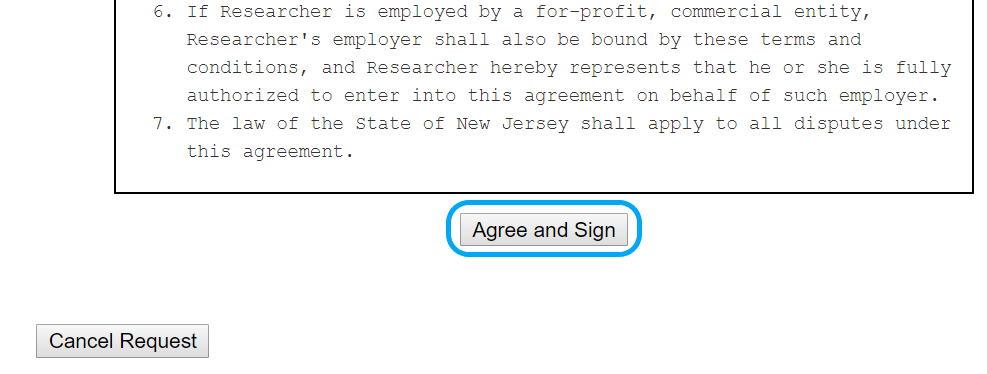 6. If Researcher is employed by a for-profit, commercial entity,
Researcher's employer shall also be bound by these terms and
conditions, and Researcher hereby represents that he or she is fully
authorized to enter into this agreement on behalf of such employer.
7. The law of the State of New Jersey shall apply to all disputes under
this agreement.
Agree and Sign
Cancel Request